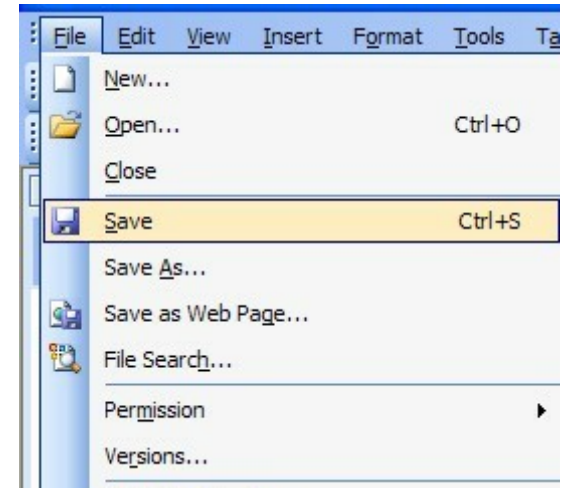 File Edit View Insert Format Tools Ta
New...
Open... Ctrl+O
Close
Save Ctrl+S
Save As...
Save as Web Page...
File Search...
Permission
Versions...